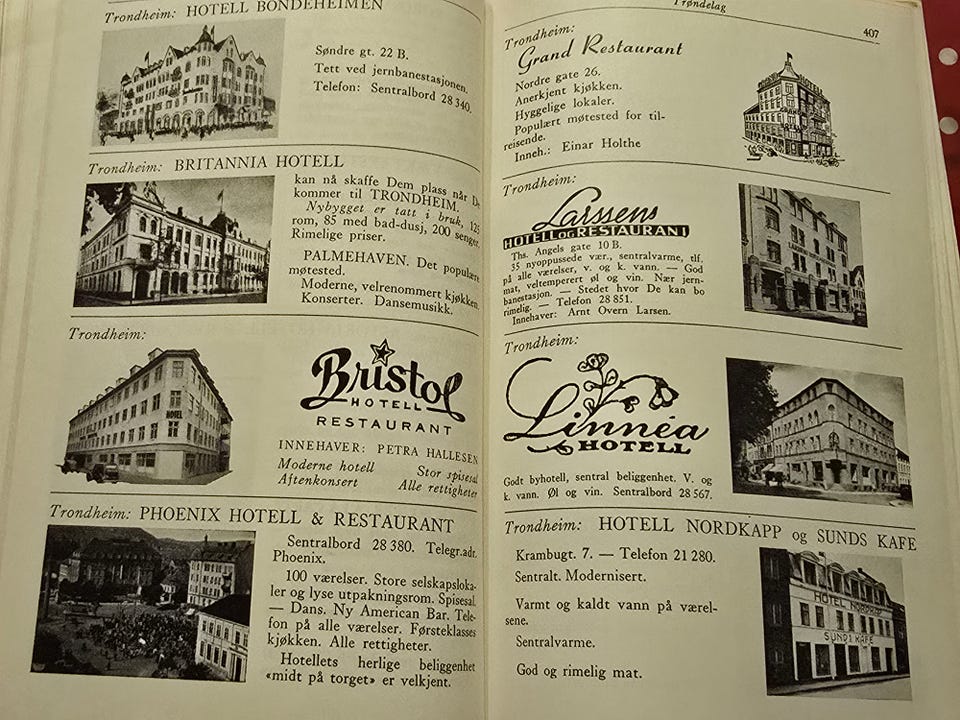 Trondheim: HOTELL BONDEHEIMEN
Søndre gt. 22 B.
Tett ved jernbanestasjonen.
Telefon: Sentralbord 28 340.
Trondheim: BRITANNIA HOTELL
kan nå skaffe Dem plass når De
kommer til TRONDHEIM.
Nybygget er tatt i bruk, 125
rom, 85 med bad-dusj, 200 senger.
Rimelige priser.
PALMEHAVEN. Det populære
møtested.
Moderne, velrenommert kjøkken.
Konserter. Dansemusikk.
Trondheim:
HOTEL
Bristol
HOTELL
RESTAURANT
INNEHAVER: PETRA HALLESEN
Moderne hotell Stor spisesal
Aftenkonsert Alle rettigheter
Trondheim: PHOENIX HOTELL & RESTAURANT
Sentralbord 28 380. Telegr.adr.
Phoenix.
100 værelser. Store selskapsloka-
ler og lyse utpakningsrom. Spisesal.
— Dans. Ny American Bar. Tele-
fon på alle værelser. Førsteklasses
kjøkken. Alle rettigheter.
Hotellets herlige beliggenhet
«midt på torget» er velkjent.
Trøndelag
407
Trondheim:
Grand Restaurant
Nordre gate 26.
Anerkjent kjøkken.
Hyggelige lokaler.
Populært møtested for til-
reisende.
Inneh.: Einar Holthe
Trondheim:
Larssens
HOTELL OG RESTAURANT
Ths. Angels gate 10 B.
35 nyoppussede vær., sentralvarme, tlf.
på alle værelser, v. og k. vann. — God
mat, veltemperert øl og vin. Nær jern-
banestasjon. — Stedet hvor De kan bo
rimelig. — Telefon 28 851.
Innehaver: Arnt Overn Larsen.
Trondheim:
Linnéa
HOTELL
Godt byhotell, sentral beliggenhet. V. og
k. vann. Øl og vin. Sentralbord 28 567.
Trondheim: HOTELL NORDKAPP og SUNDS KAFE
Krambugt. 7. — Telefon 21 280.
Sentralt. Modernisert.
Varmt og kaldt vann på værel-
sene.
Sentralvarme.
God og rimelig mat.
HOTELL NORDKAPP
SUNDS KAFE